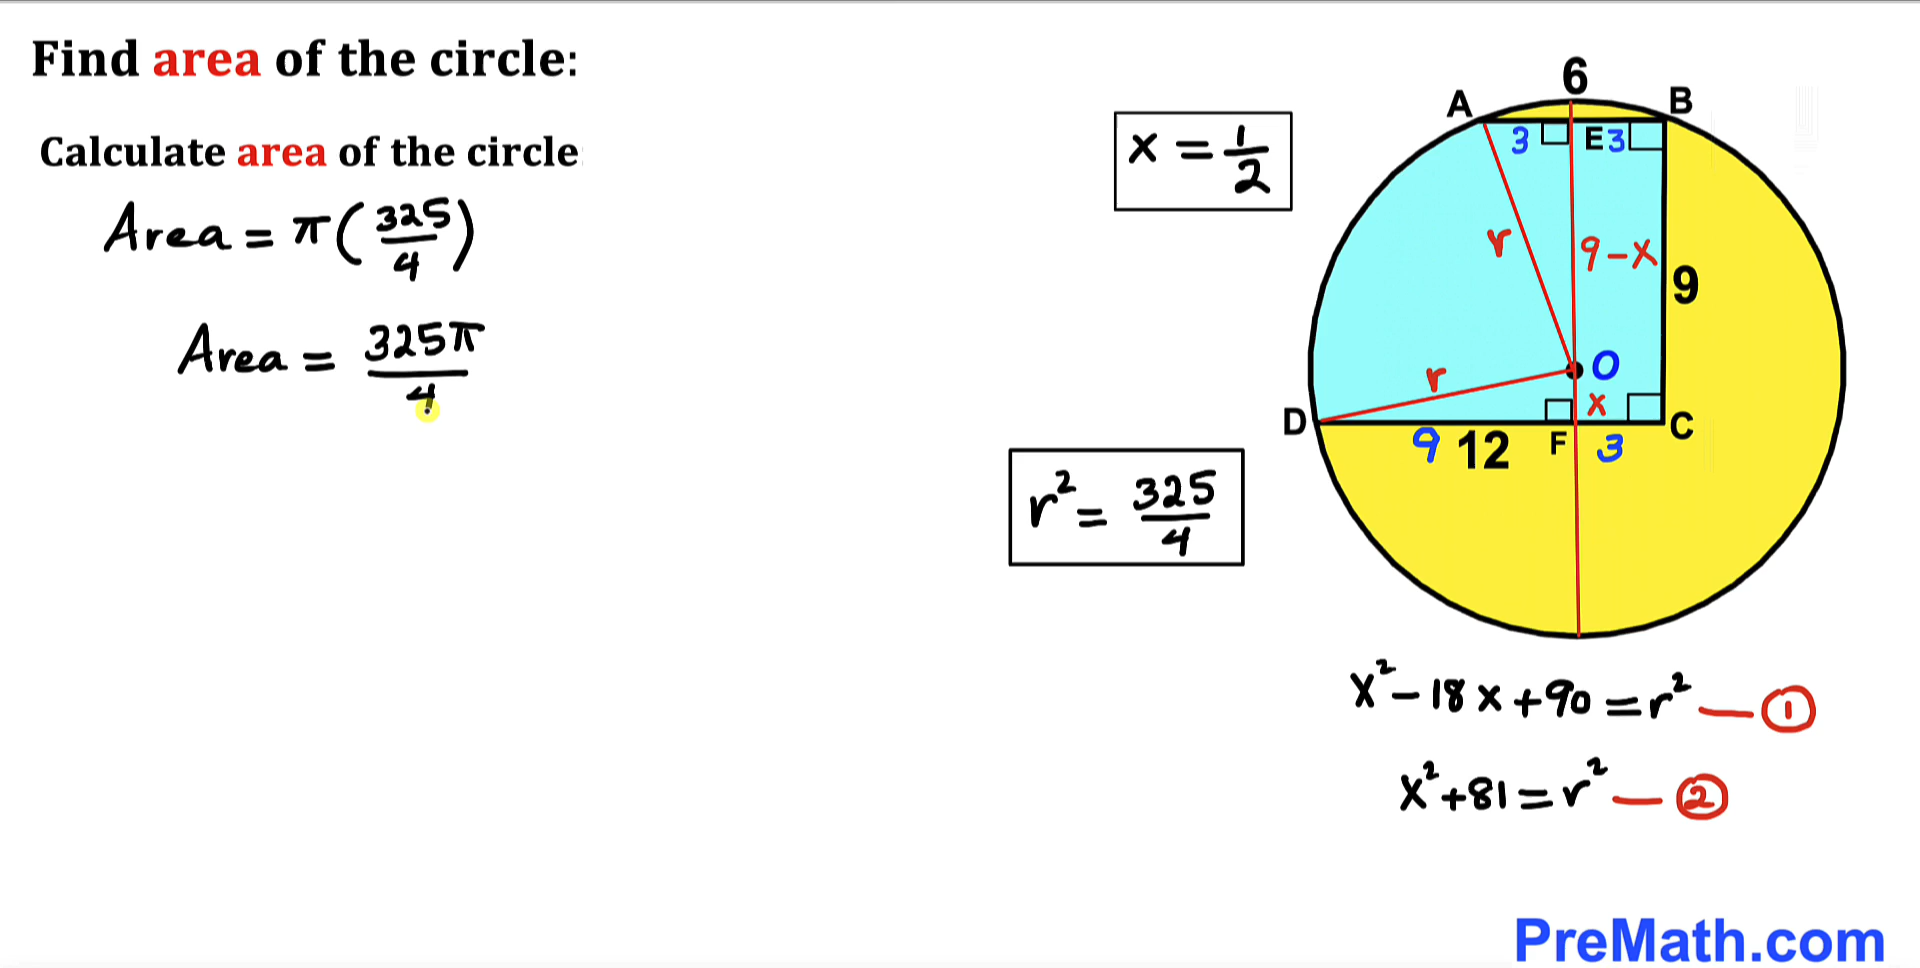 Find area of the circle:
Calculate area of the circle
Area = π(325/4)
Area = 325π/4
x = 1/2
r² = 325/4
6
A
B
3
E 3
r
9-x
9
r
O
x
D
C
9 12 F 3
x²-18x+90=r² — ①
x²+81=r² — ②
PreMath.com